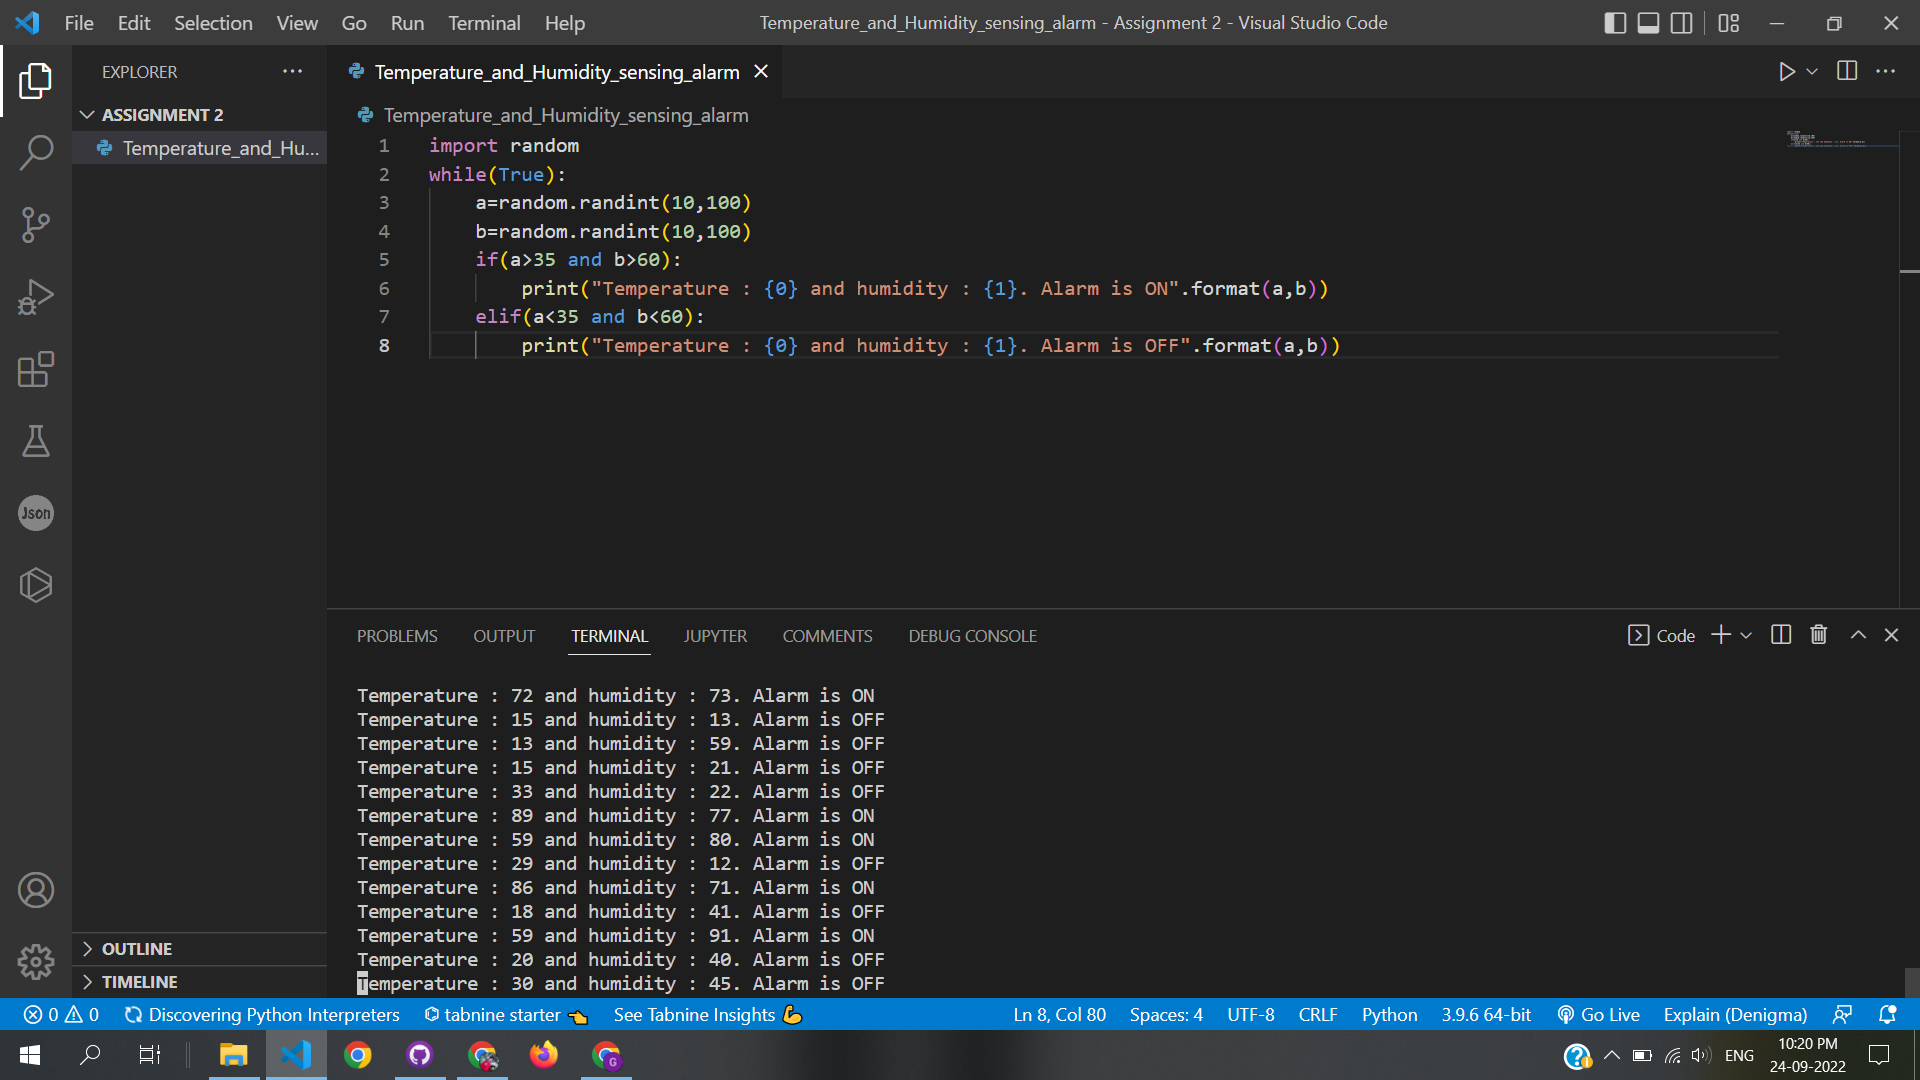 File Edit Selection View Go Run Terminal Help
Temperature_and_Humidity_sensing_alarm - Assignment 2 - Visual Studio Code
EXPLORER
Temperature_and_Humidity_sensing_alarm
ASSIGNMENT 2
Temperature_and_Hu...
Temperature_and_Humidity_sensing_alarm
1 import random
2 while(True):
3     a=random.randint(10,100)
4     b=random.randint(10,100)
5     if(a>35 and b>60):
6         print("Temperature : {0} and humidity : {1}. Alarm is ON".format(a,b))
7     elif(a<35 and b<60):
8         print("Temperature : {0} and humidity : {1}. Alarm is OFF".format(a,b))
Json
PROBLEMS OUTPUT TERMINAL JUPYTER COMMENTS DEBUG CONSOLE
Code
Temperature : 72 and humidity : 73. Alarm is ON
Temperature : 15 and humidity : 13. Alarm is OFF
Temperature : 13 and humidity : 59. Alarm is OFF
Temperature : 15 and humidity : 21. Alarm is OFF
Temperature : 33 and humidity : 22. Alarm is OFF
Temperature : 89 and humidity : 77. Alarm is ON
Temperature : 59 and humidity : 80. Alarm is ON
Temperature : 29 and humidity : 12. Alarm is OFF
Temperature : 86 and humidity : 71. Alarm is ON
Temperature : 18 and humidity : 41. Alarm is OFF
Temperature : 59 and humidity : 91. Alarm is ON
Temperature : 20 and humidity : 40. Alarm is OFF
Temperature : 30 and humidity : 45. Alarm is OFF
OUTLINE
TIMELINE
0 0 Discovering Python Interpreters tabnine starter See Tabnine Insights Ln 8, Col 80 Spaces: 4 UTF-8 CRLF Python 3.9.6 64-bit Go Live Explain (Denigma)
ENG
10:20 PM
24-09-2022